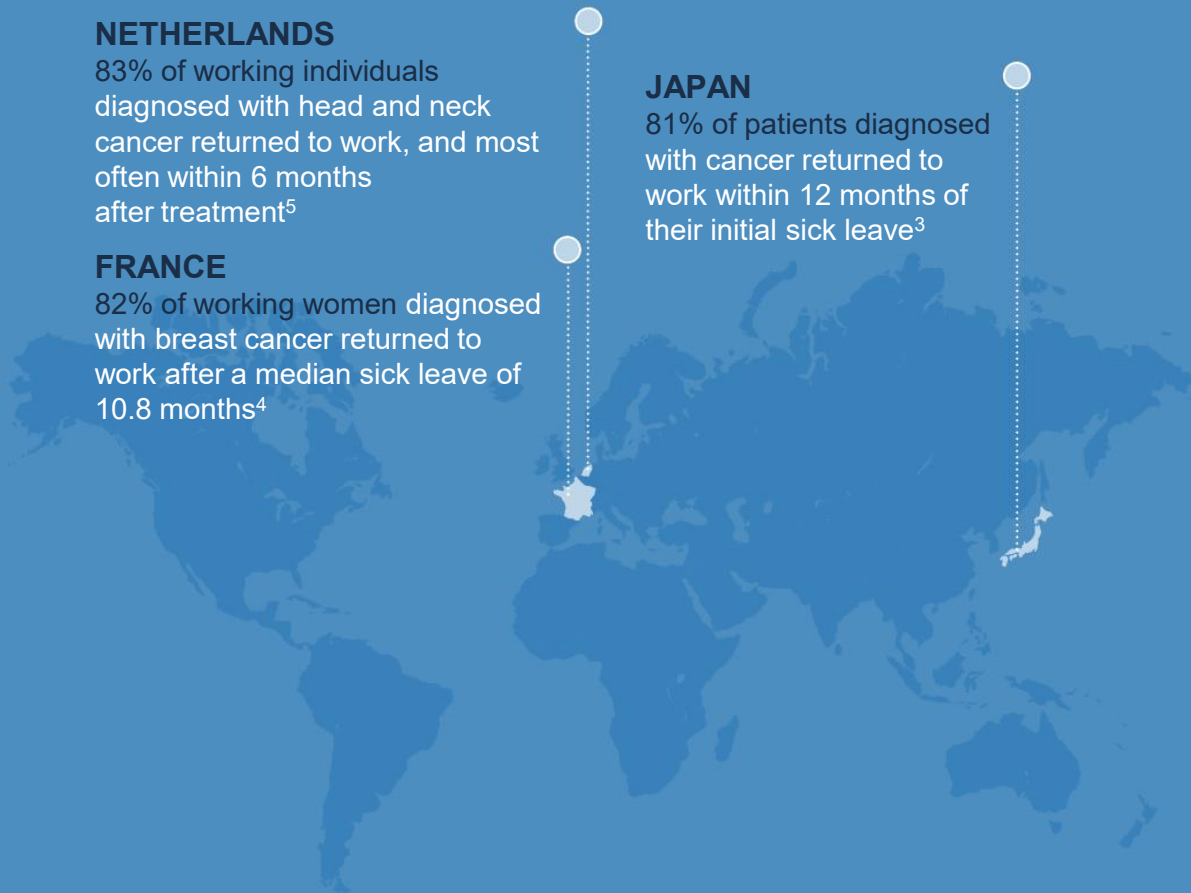 NETHERLANDS
83% of working individuals
diagnosed with head and neck
cancer returned to work, and most
often within 6 months
after treatment⁵
FRANCE
82% of working women diagnosed
with breast cancer returned to
work after a median sick leave of
10.8 months⁴
JAPAN
81% of patients diagnosed
with cancer returned to
work within 12 months of
their initial sick leave³